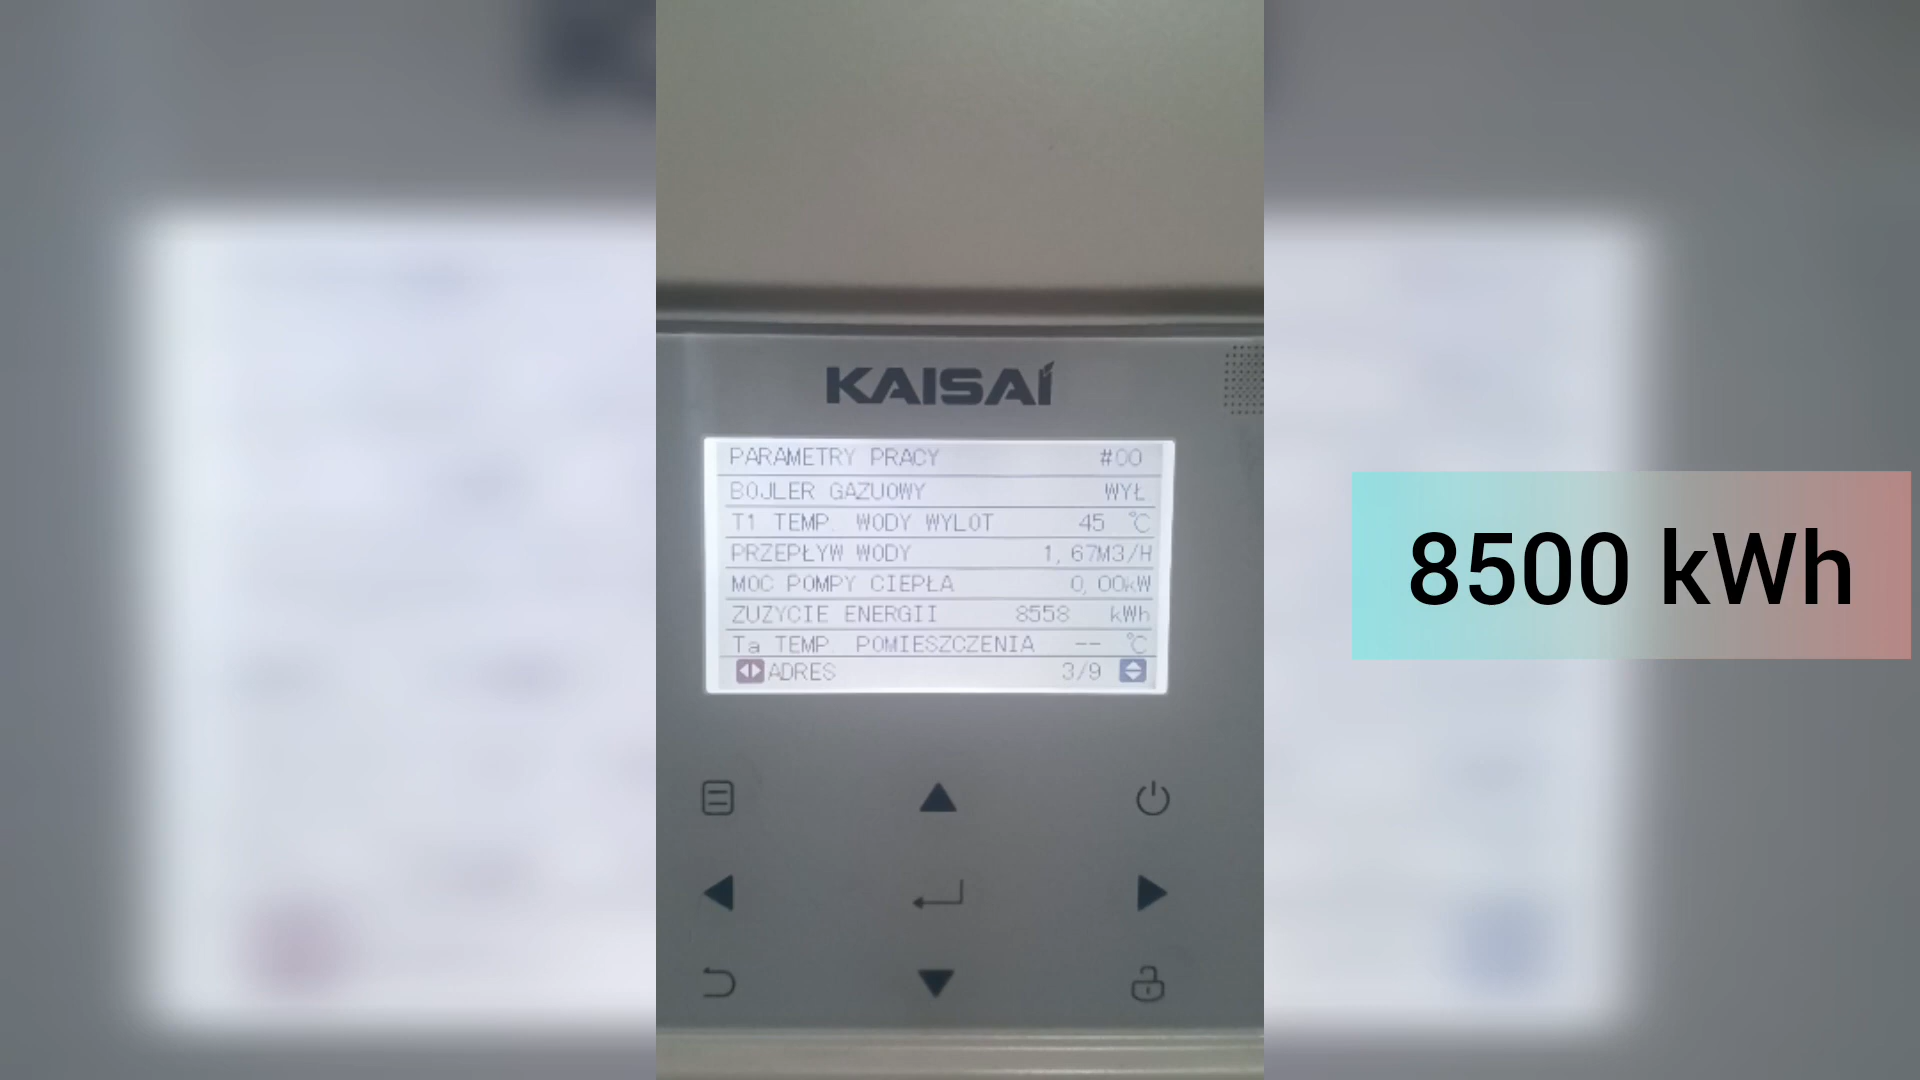 KAISAI
PARAMETRY PRACY #00
BOJLER GAZUOWY WYŁ
T1 TEMP. WODY WYLOT 45 °C
PRZEPŁYW WODY 1,67M3/H
MOC POMPY CIEPŁA 0,00kW
ZUZYCIE ENERGII 8558 kWh
Ta TEMP. POMIESZCZENIA -- °C
ADRES 3/9
8500 kWh